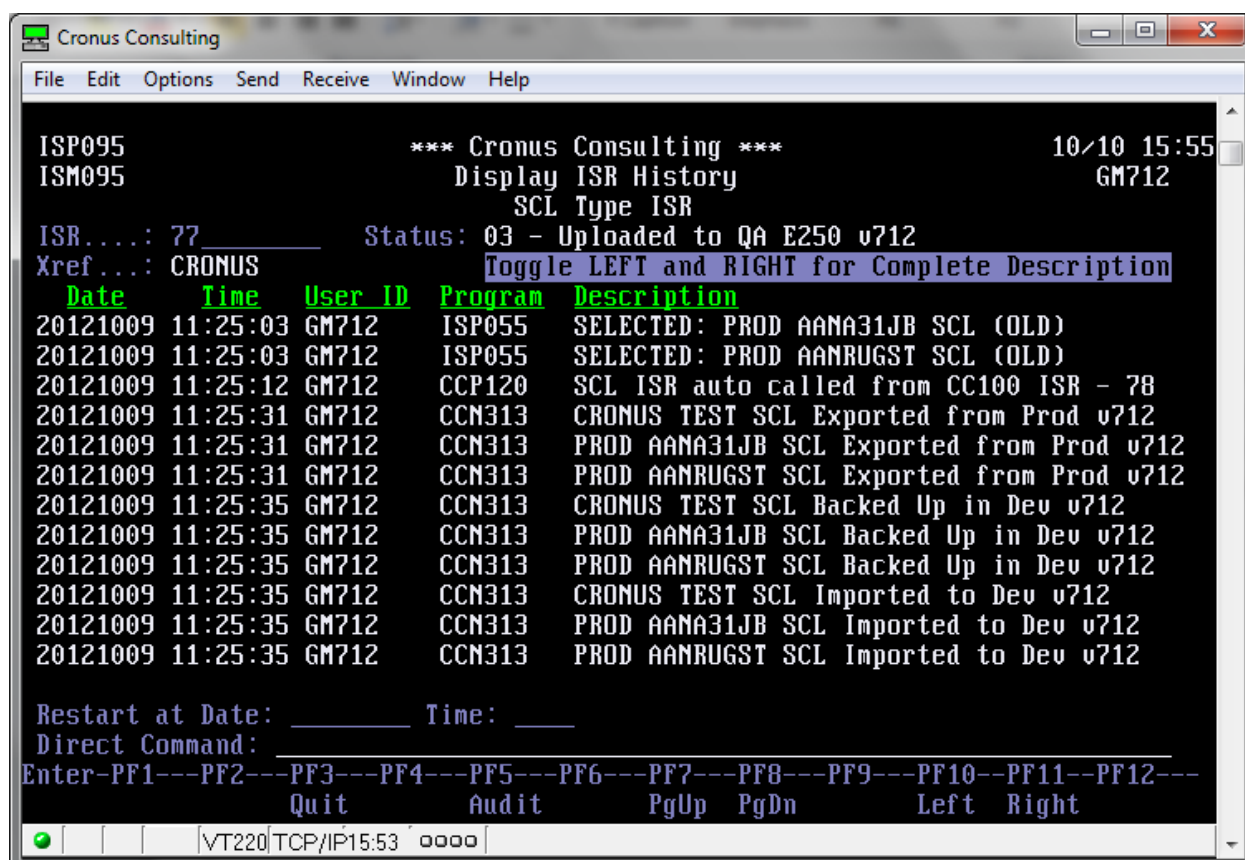 Cronus Consulting
File Edit Options Send Receive Window Help
ISP095 *** Cronus Consulting *** 10/10 15:55
ISM095 Display ISR History GM712
SCL Type ISR
ISR....: 77_________ Status: 03 - Uploaded to QA E250 v712
Xref...: CRONUS Toggle LEFT and RIGHT for Complete Description
Date Time User ID Program Description
20121009 11:25:03 GM712 ISP055 SELECTED: PROD AANA31JB SCL (OLD)
20121009 11:25:03 GM712 ISP055 SELECTED: PROD AANRUGST SCL (OLD)
20121009 11:25:12 GM712 CCP120 SCL ISR auto called from CC100 ISR - 78
20121009 11:25:31 GM712 CCN313 CRONUS TEST SCL Exported from Prod v712
20121009 11:25:31 GM712 CCN313 PROD AANA31JB SCL Exported from Prod v712
20121009 11:25:31 GM712 CCN313 PROD AANRUGST SCL Exported from Prod v712
20121009 11:25:35 GM712 CCN313 CRONUS TEST SCL Backed Up in Dev v712
20121009 11:25:35 GM712 CCN313 PROD AANA31JB SCL Backed Up in Dev v712
20121009 11:25:35 GM712 CCN313 PROD AANRUGST SCL Backed Up in Dev v712
20121009 11:25:35 GM712 CCN313 CRONUS TEST SCL Imported to Dev v712
20121009 11:25:35 GM712 CCN313 PROD AANA31JB SCL Imported to Dev v712
20121009 11:25:35 GM712 CCN313 PROD AANRUGST SCL Imported to Dev v712
Restart at Date: ________ Time: ____
Direct Command: ____________________________________________________________
Enter-PF1---PF2---PF3---PF4---PF5---PF6---PF7---PF8---PF9---PF10--PF11--PF12---
Quit Audit PgUp PgDn Left Right
VT220 TCP/IP 15:53 oooo